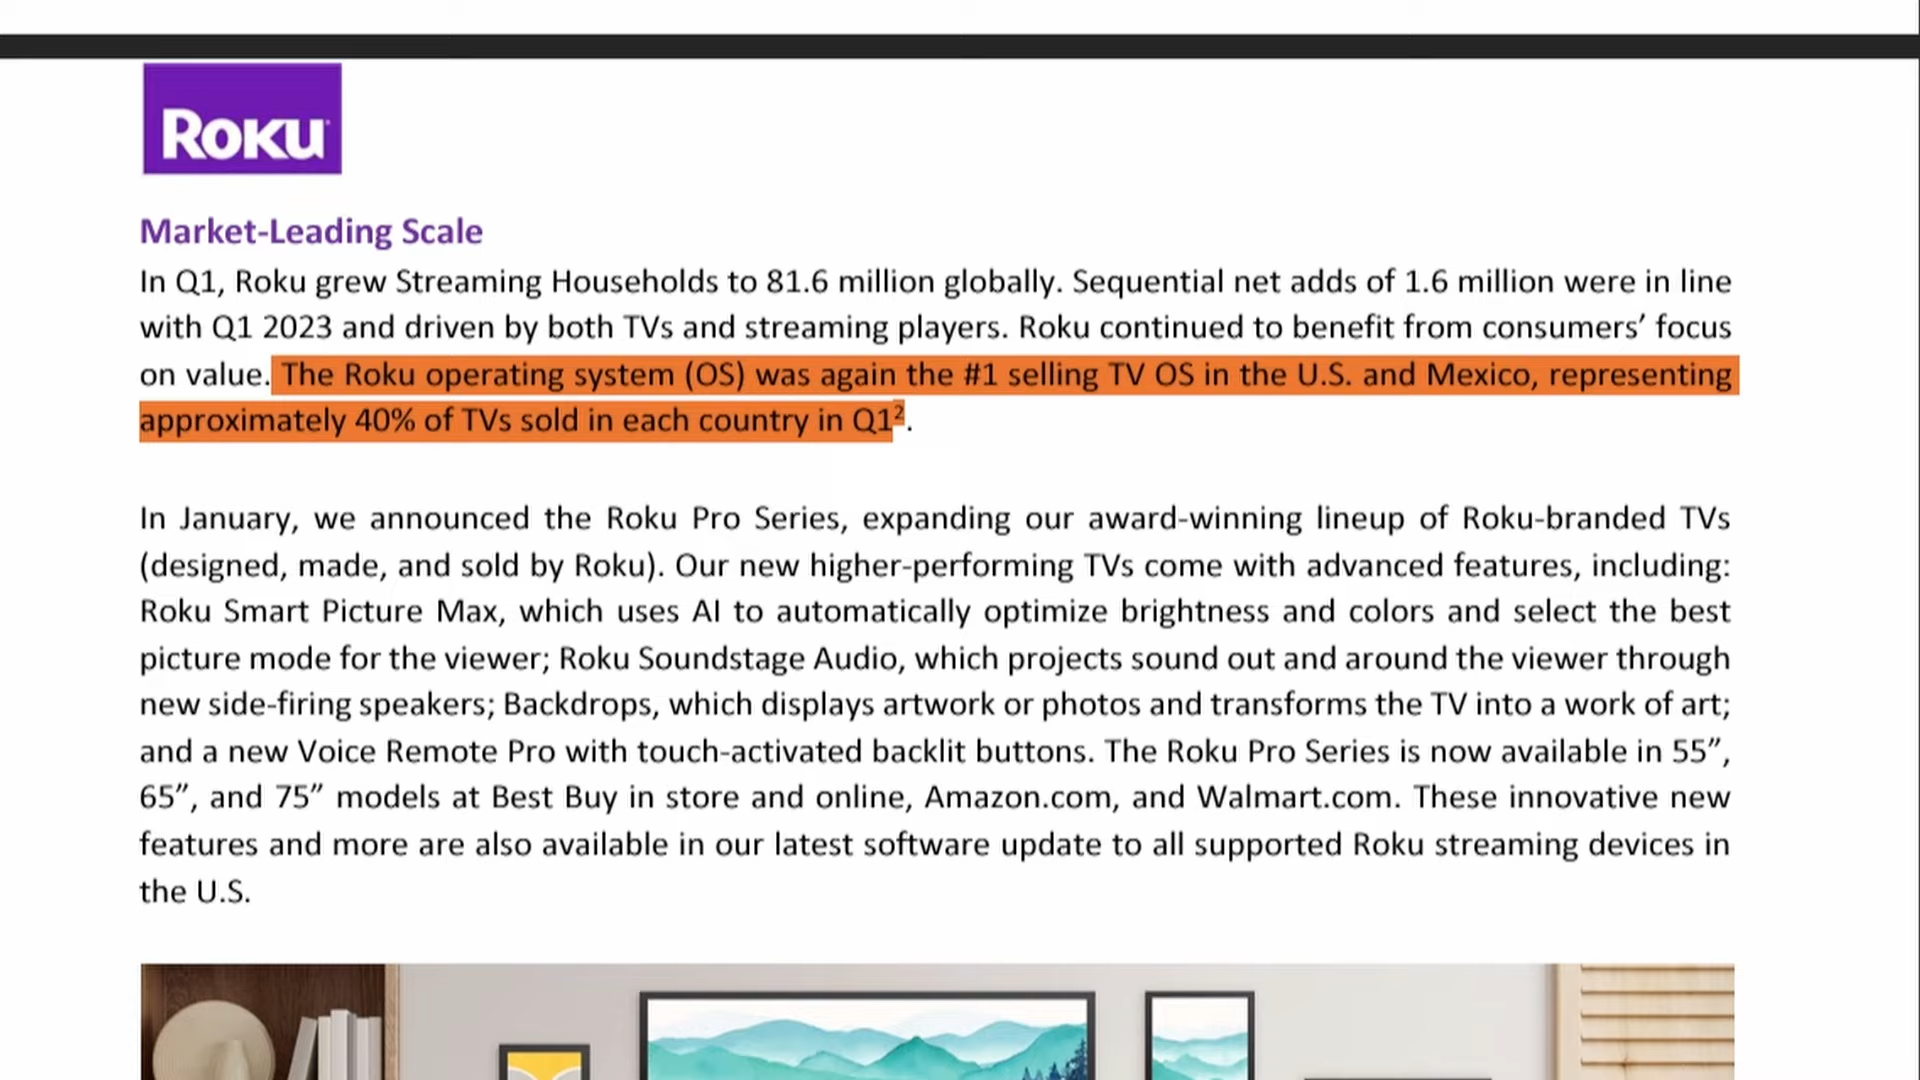 Roku
Market-Leading Scale
In Q1, Roku grew Streaming Households to 81.6 million globally. Sequential net adds of 1.6 million were in line
with Q1 2023 and driven by both TVs and streaming players. Roku continued to benefit from consumers’ focus
on value. The Roku operating system (OS) was again the #1 selling TV OS in the U.S. and Mexico, representing
approximately 40% of TVs sold in each country in Q1².
In January, we announced the Roku Pro Series, expanding our award-winning lineup of Roku-branded TVs
(designed, made, and sold by Roku). Our new higher-performing TVs come with advanced features, including:
Roku Smart Picture Max, which uses AI to automatically optimize brightness and colors and select the best
picture mode for the viewer; Roku Soundstage Audio, which projects sound out and around the viewer through
new side-firing speakers; Backdrops, which displays artwork or photos and transforms the TV into a work of art;
and a new Voice Remote Pro with touch-activated backlit buttons. The Roku Pro Series is now available in 55”,
65”, and 75” models at Best Buy in store and online, Amazon.com, and Walmart.com. These innovative new
features and more are also available in our latest software update to all supported Roku streaming devices in
the U.S.